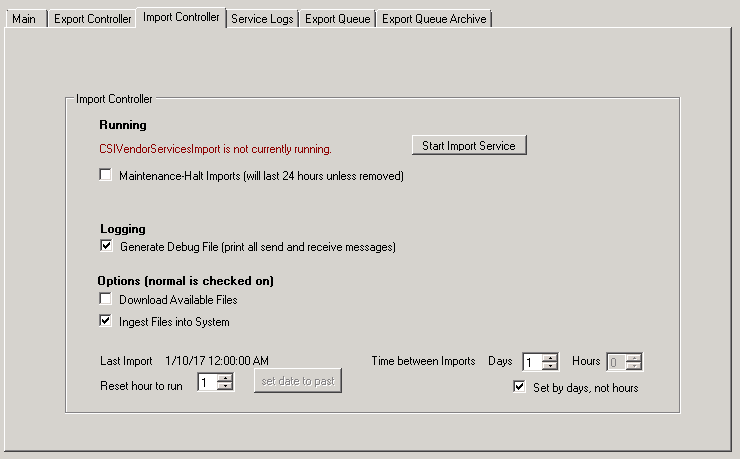 Main Export Controller Import Controller Service Logs Export Queue Export Queue Archive
Import Controller
Running
CSIVendorServicesImport is not currently running.
Start Import Service
Maintenance-Halt Imports (will last 24 hours unless removed)
Logging
Generate Debug File (print all send and receive messages)
Options (normal is checked on)
Download Available Files
Ingest Files into System
Last Import 1/10/17 12:00:00 AM Time between Imports Days 1 Hours 0
Reset hour to run 1 set date to past Set by days, not hours